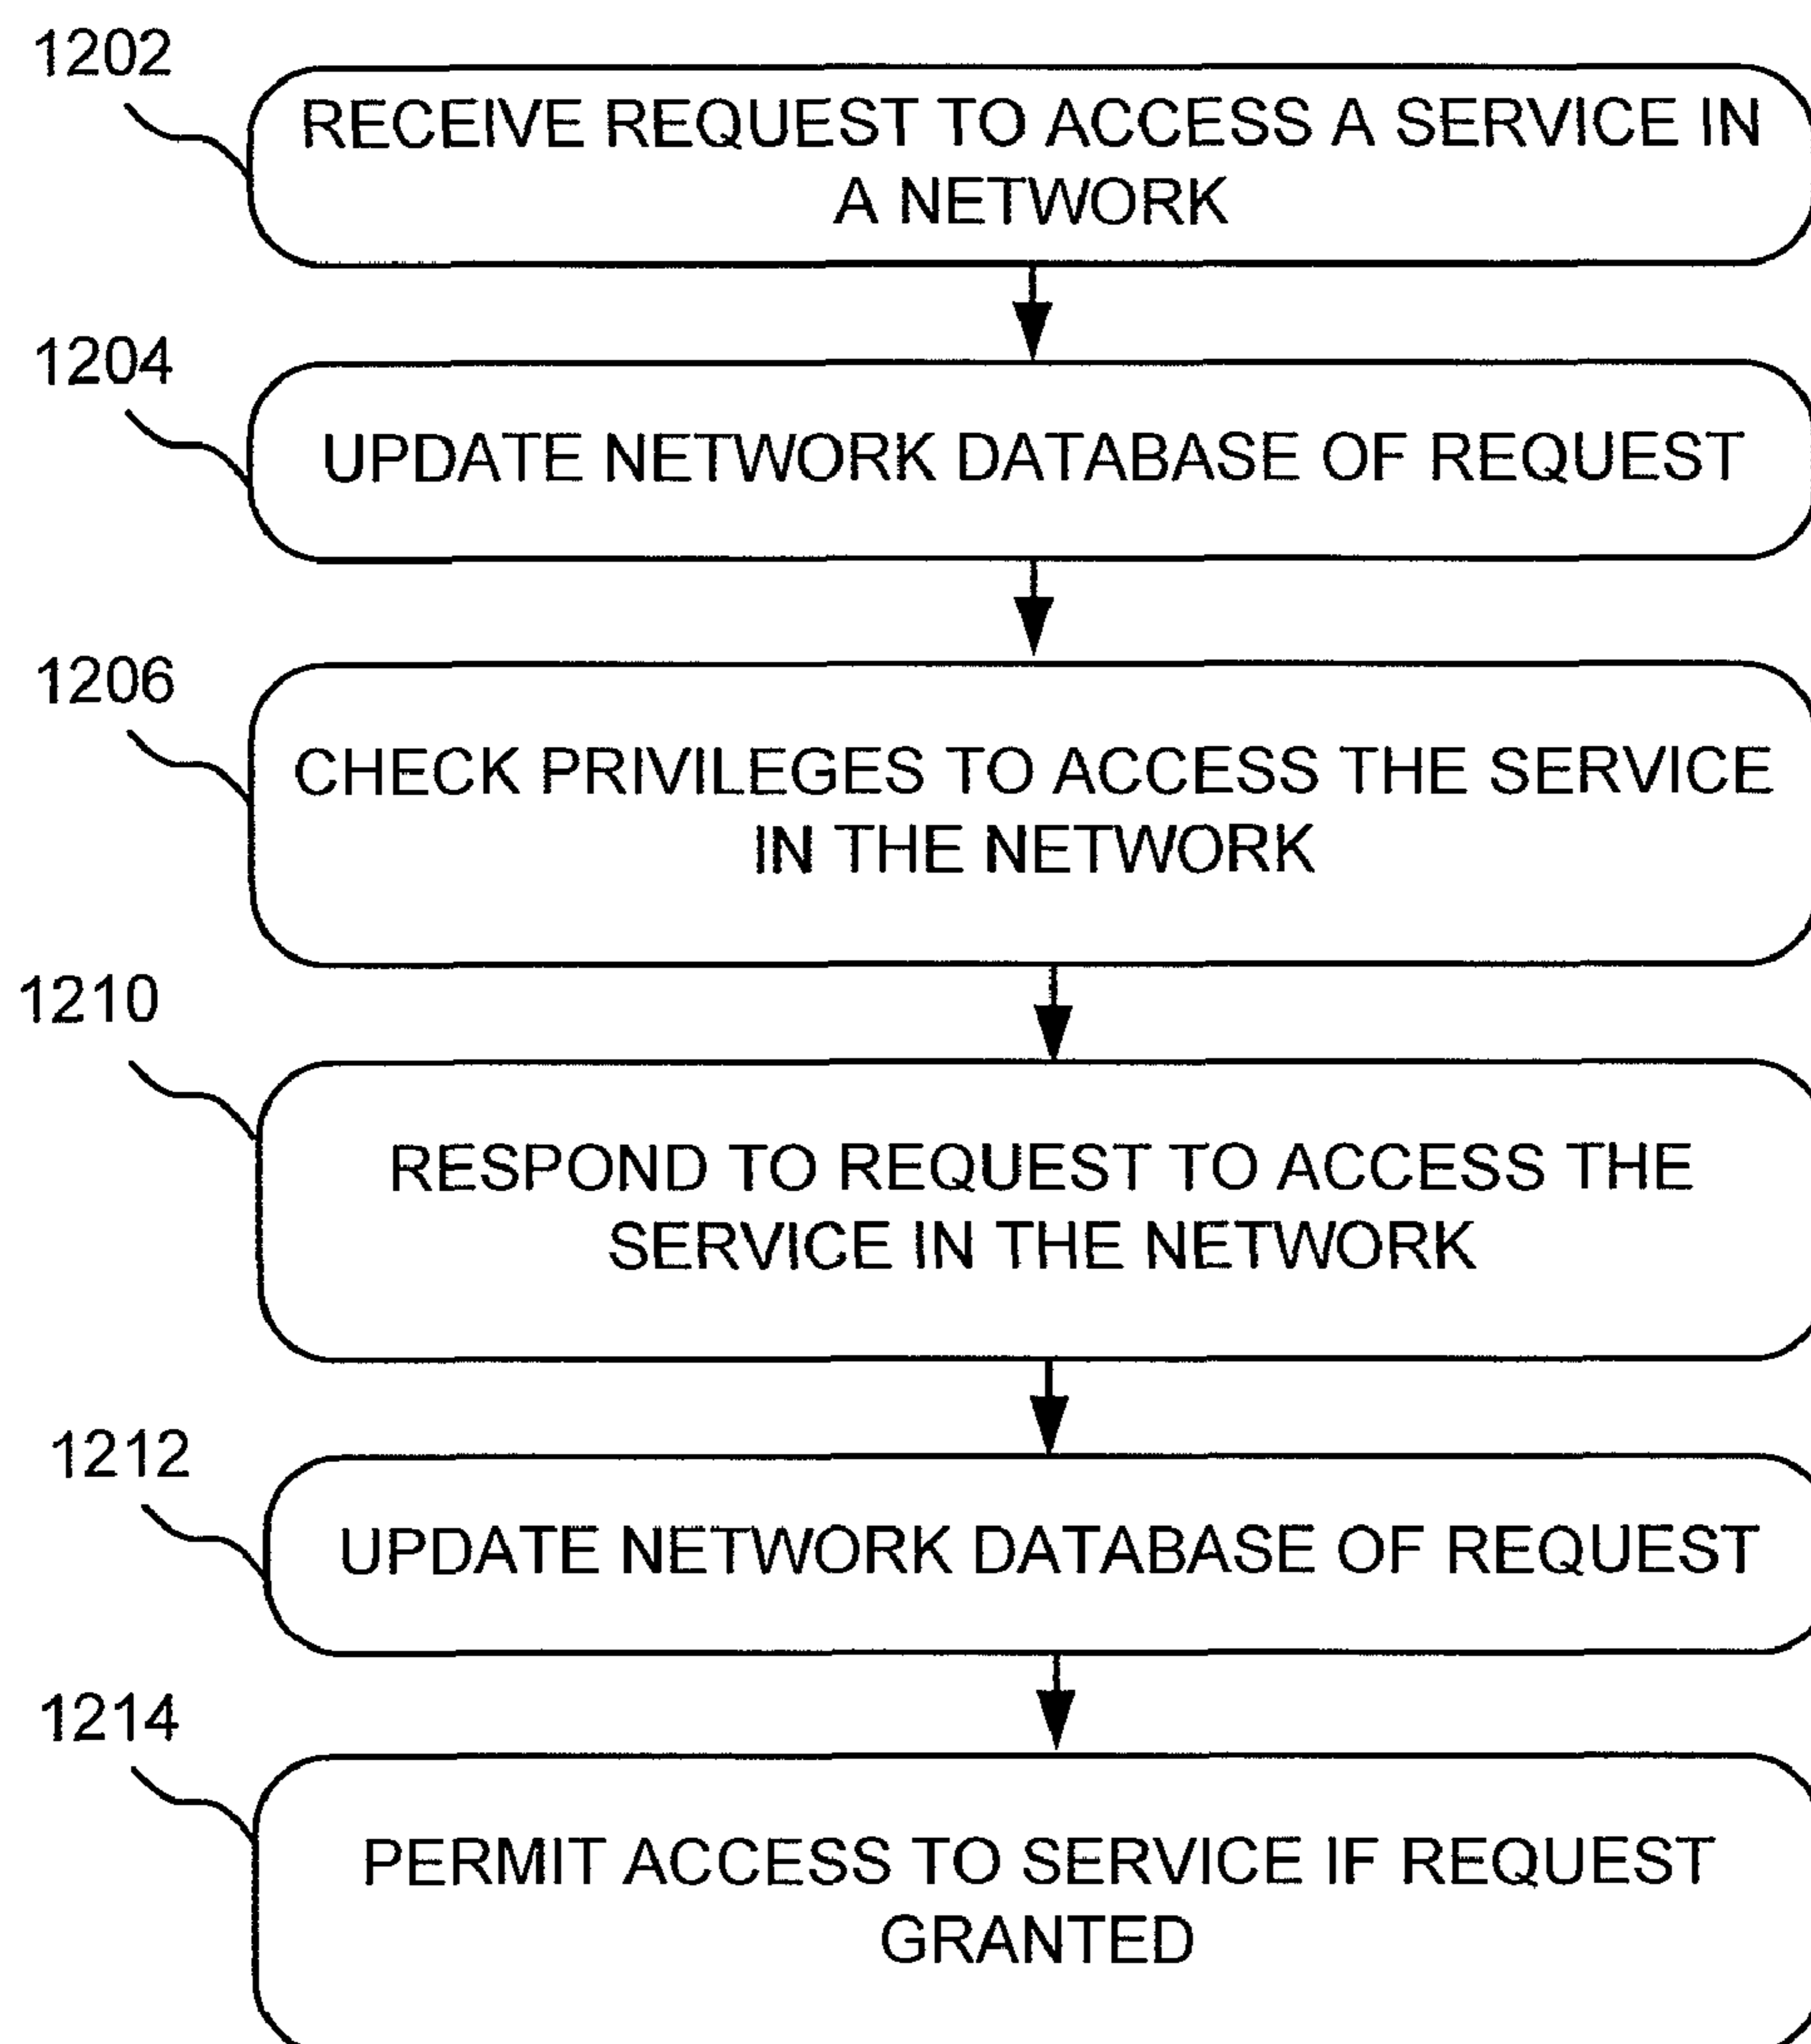 1202
RECEIVE REQUEST TO ACCESS A SERVICE IN
A NETWORK
1204
UPDATE NETWORK DATABASE OF REQUEST
1206
CHECK PRIVILEGES TO ACCESS THE SERVICE
IN THE NETWORK
1210
RESPOND TO REQUEST TO ACCESS THE
SERVICE IN THE NETWORK
1212
UPDATE NETWORK DATABASE OF REQUEST
1214
PERMIT ACCESS TO SERVICE IF REQUEST
GRANTED